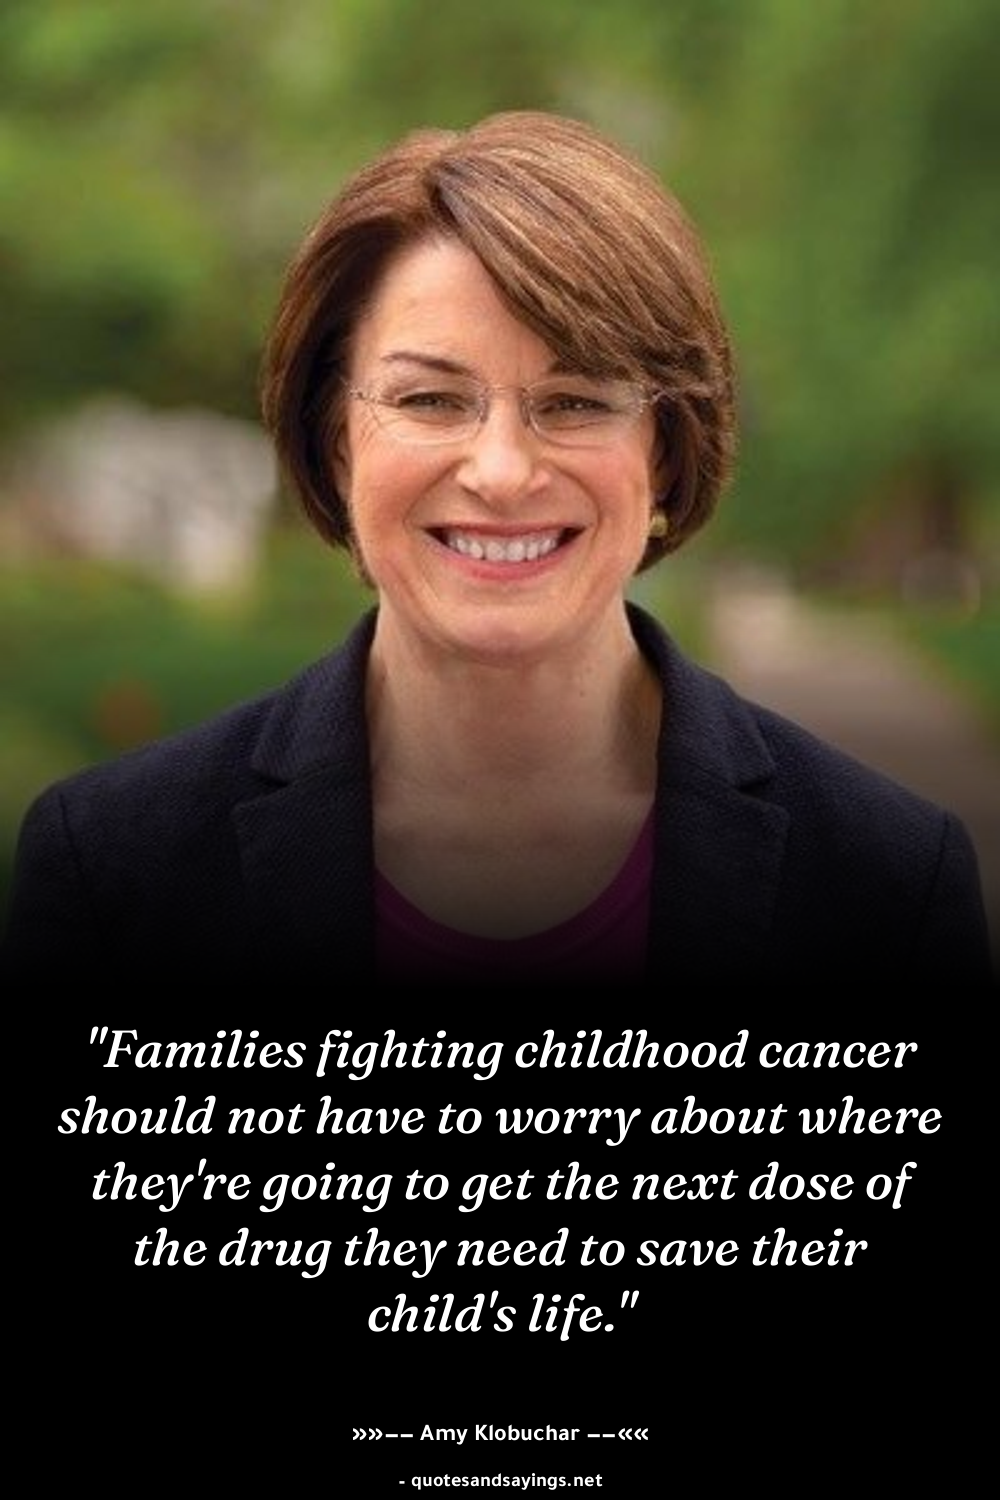 "Families fighting childhood cancer
should not have to worry about where
they're going to get the next dose of
the drug they need to save their
child's life."
»»-- Amy Klobuchar --««
- quotesandsayings.net